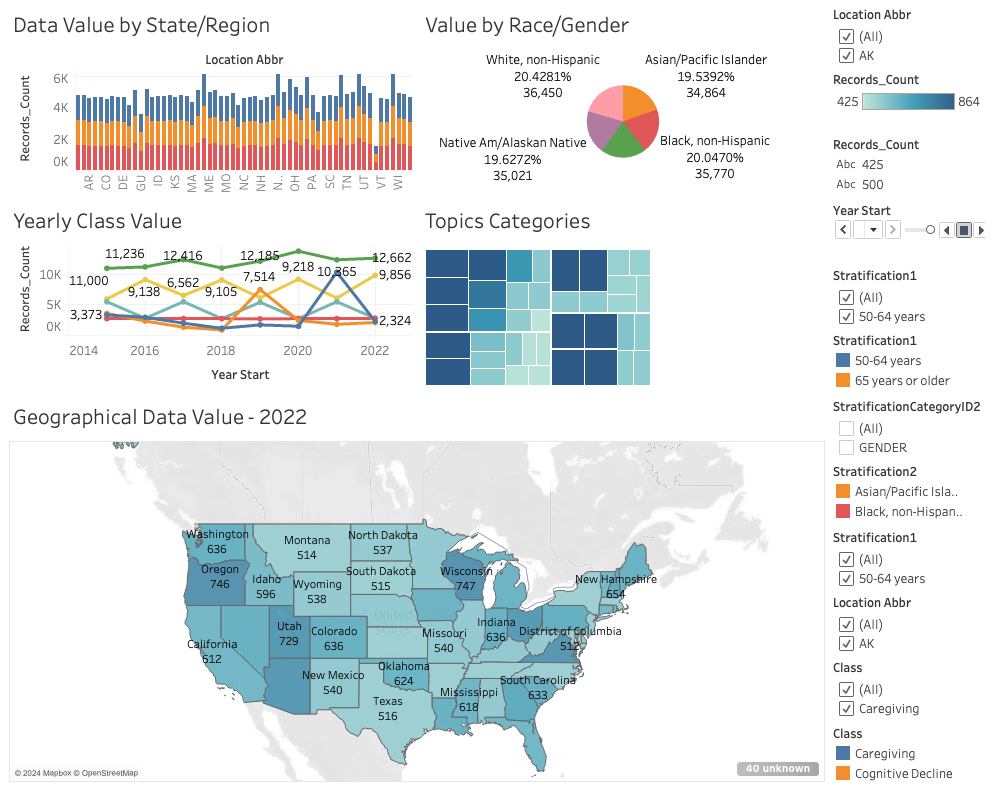 Data Value by State/Region
Location Abbr
Records_Count
6K
4K
2K
0K
AR
CO
DE
GU
ID
KS
MA
ME
MO
NC
NH
N..
OH
PA
SC
TN
UT
VT
WI
Value by Race/Gender
White, non-Hispanic
20.4281%
36,450
Asian/Pacific Islander
19.5392%
34,864
Native Am/Alaskan Native
19.6272%
35,021
Black, non-Hispanic
20.0470%
35,770
Yearly Class Value
Records_Count
10K
5K
0K
11,236
12,416
12,185
12,662
11,000
9,138
6,562
9,105
7,514
9,218
10,365
9,856
3,373
2,324
2014
2016
2018
2020
2022
Year Start
Topics Categories
Geographical Data Value - 2022
Washington
636
Montana
514
North Dakota
537
Oregon
746
Idaho
596
Wyoming
538
South Dakota
515
Wisconsin
747
New Hampshire
654
United
States
Utah
729
Colorado
636
California
612
Missouri
540
Indiana
636
District of Columbia
512
New Mexico
540
Oklahoma
624
Texas
516
Mississippi
618
South Carolina
633
© 2024 Mapbox © OpenStreetMap
40 unknown
Location Abbr
(All)
AK
Records_Count
425
864
Records_Count
Abc 425
Abc 500
Year Start
Stratification1
(All)
50-64 years
Stratification1
50-64 years
65 years or older
StratificationCategoryID2
(All)
GENDER
Stratification2
Asian/Pacific Isla..
Black, non-Hispan..
Stratification1
(All)
50-64 years
Location Abbr
(All)
AK
Class
(All)
Caregiving
Class
Caregiving
Cognitive Decline